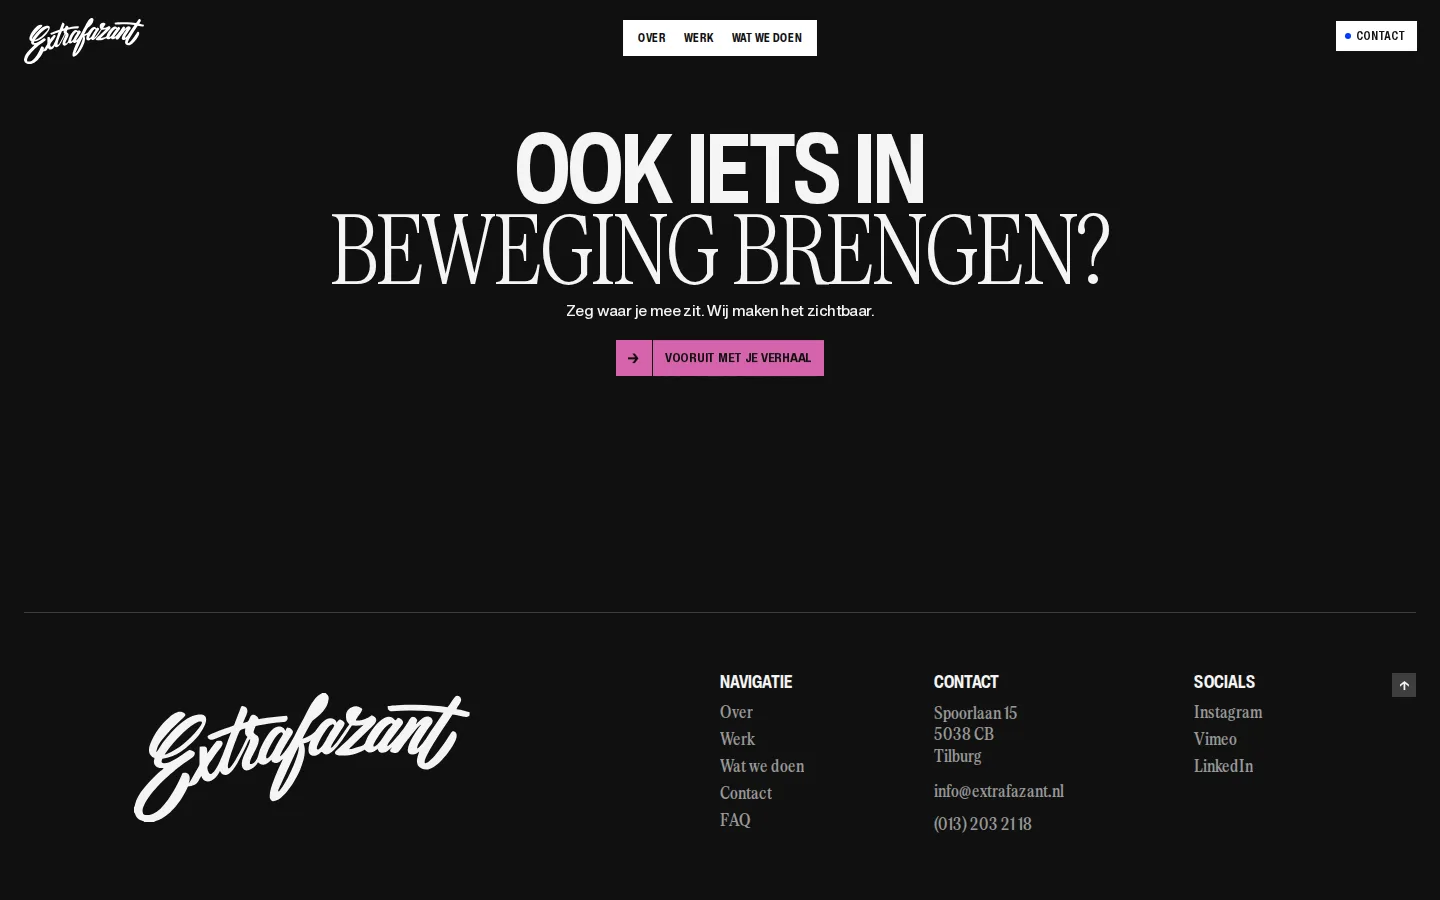 Extrafazant
OVER WERK WAT WE DOEN
CONTACT
OOK IETS IN
BEWEGING BRENGEN?
Zeg waar je mee zit. Wij maken het zichtbaar.
VOORUIT MET JE VERHAAL
Extrafazant
NAVIGATIE
Over
Werk
Wat we doen
Contact
FAQ
CONTACT
Spoorlaan 15
5038 CB
Tilburg
info@extrafazant.nl
(013) 203 21 18
SOCIALS
Instagram
Vimeo
LinkedIn